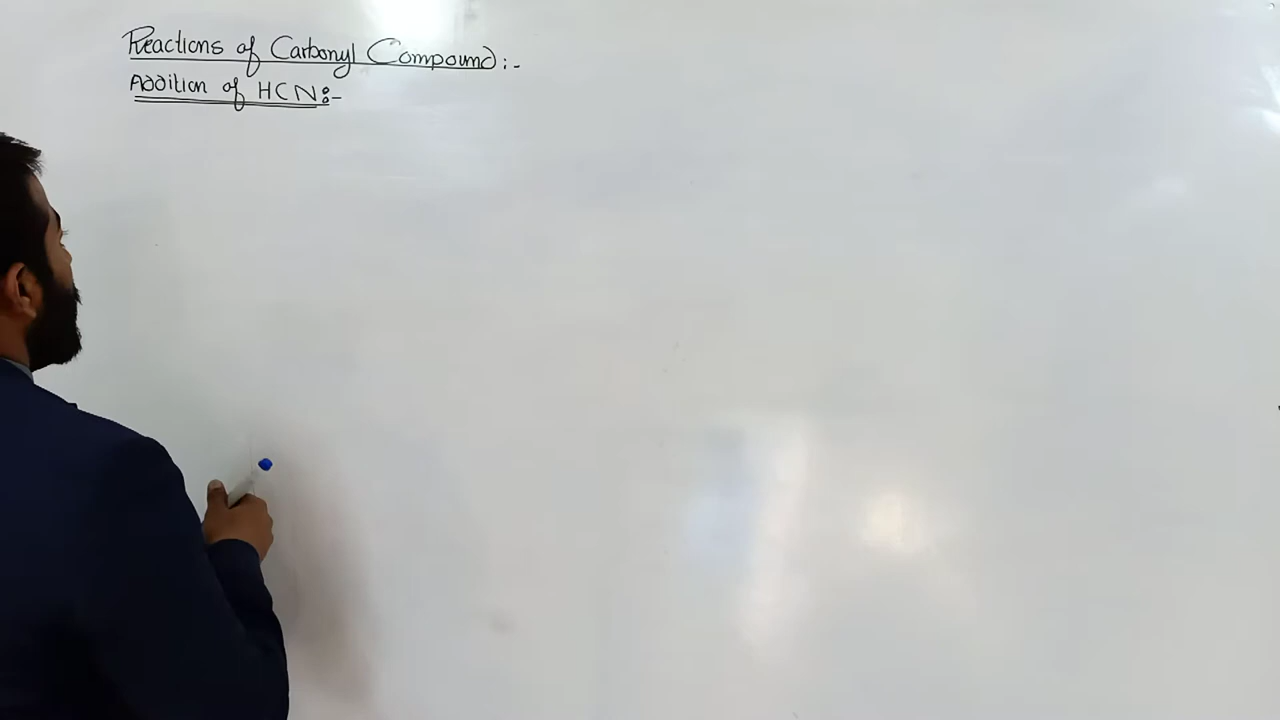 Reactions of Carbonyl Compound:-
Addition of HCN:-